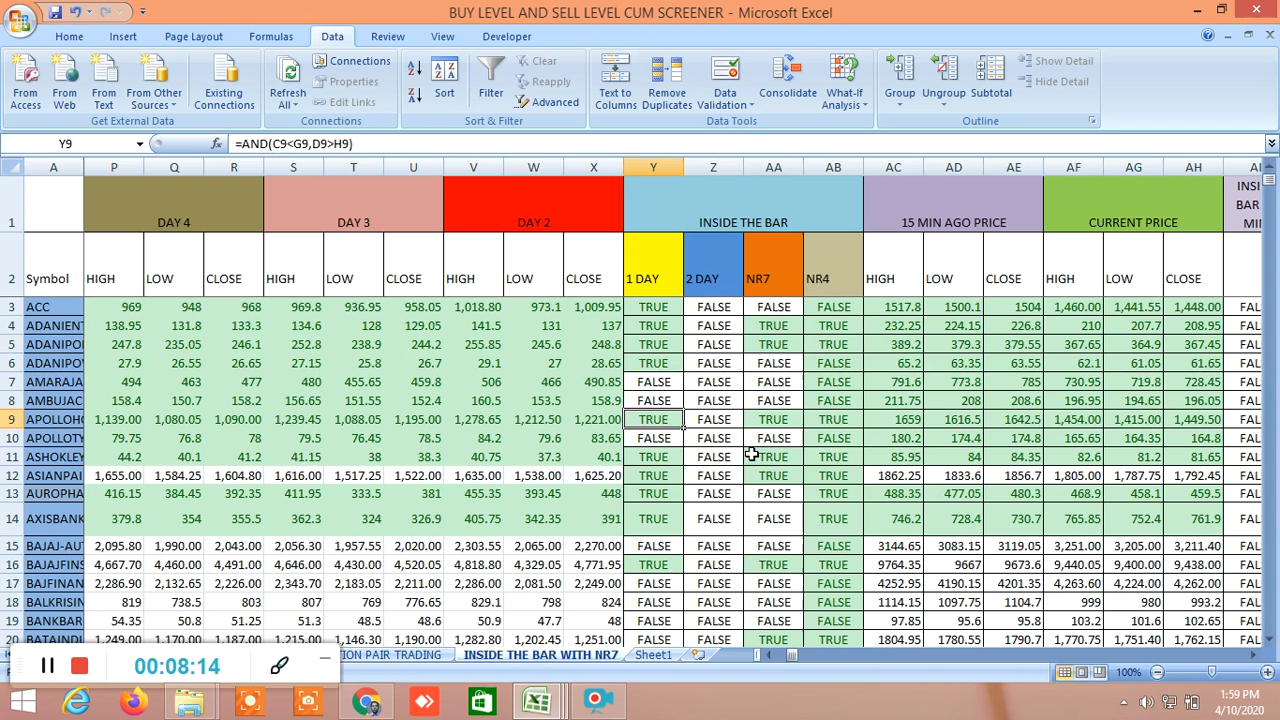 BUY LEVEL AND SELL LEVEL CUM SCREENER - Microsoft Excel
Home Insert Page Layout Formulas Data Review View Developer
From Access From Web From Text From Other Sources Existing Connections Refresh All Connections Properties Edit Links Sort Filter Clear Reapply Advanced Text to Columns Remove Duplicates Data Validation Consolidate What-If Analysis Group Ungroup Subtotal Show Detail Hide Detail
Get External Data Connections Sort & Filter Data Tools Outline
Y9 fx =AND(C9<G9,D9>H9)
A P Q R S T U V W X Y Z AA AB AC AD AE AF AG AH
1 DAY 4 DAY 3 DAY 2 INSIDE THE BAR 15 MIN AGO PRICE CURRENT PRICE
2 Symbol HIGH LOW CLOSE HIGH LOW CLOSE HIGH LOW CLOSE 1 DAY 2 DAY NR7 NR4 HIGH LOW CLOSE HIGH LOW CLOSE
3 ACC 969 948 968 969.8 936.95 958.05 1,018.80 973.1 1,009.95 TRUE FALSE FALSE FALSE 1517.8 1500.1 1504 1,460.00 1,441.55 1,448.00 FAL
4 ADANIENT 138.95 131.8 133.3 134.6 128 129.05 141.5 131 137 TRUE FALSE TRUE TRUE 232.25 224.15 226.8 210 207.7 208.95 FAL
5 ADANIPO 247.8 235.05 246.1 252.8 238.9 244.2 255.85 245.6 248.8 TRUE FALSE TRUE TRUE 389.2 379.3 379.55 367.65 364.9 367.45 FAL
6 ADANIPO 27.9 26.55 26.65 27.15 25.8 26.7 29.1 27 28.65 TRUE FALSE FALSE FALSE 65.2 63.35 63.55 62.1 61.05 61.65 FAL
7 AMARAJA 494 463 477 480 455.65 459.8 506 466 490.85 FALSE FALSE FALSE FALSE 791.6 773.8 785 730.95 719.8 728.45 FAL
8 AMBUJAC 158.4 150.7 158.2 158.2 151.55 152.4 163.4 153.7 158.9 FALSE FALSE FALSE FALSE 211.75 208 208.6 196.95 194.65 196.05 FAL
9 APOLLOHO 1,139.00 1,080.05 1,090.00 1,239.45 1,088.05 1,195.00 1,278.65 1,212.50 1,221.00 TRUE FALSE TRUE TRUE 1659 1616.5 1642.5 1,454.00 1,415.00 1,449.50 FAL
10 APOLLOTY 79.75 76.8 78 79.5 76.45 78.5 84.2 79.6 83.65 FALSE FALSE FALSE FALSE 180.2 174.4 174.8 165.65 164.35 164.8 FAL
11 ASHOKLEY 44.2 40.1 41.2 41.15 38 38.3 40.75 37.3 40.1 TRUE FALSE TRUE TRUE 85.95 84 84.35 82.6 81.2 81.65 FAL
12 ASIANPAI 1,655.00 1,584.25 1,604.80 1,616.00 1,517.25 1,522.00 1,635.00 1,538.00 1,625.20 TRUE FALSE TRUE TRUE 1862.25 1833.6 1856.7 1,805.00 1,787.75 1,792.45 FAL
13 AUROPHA 416.15 384.45 392.35 411.95 333.5 381 455.35 393.45 448 TRUE FALSE FALSE TRUE 488.35 477.05 480.3 468.9 458.1 459.5 FAL
14 AXISBANK 379.8 354 355.5 362.3 324 326.9 405.75 342.35 391 TRUE FALSE FALSE TRUE 746.2 728.4 730.7 765.85 752.4 761.9 FAL
15 BAJAJ-AU 2,095.80 1,990.00 2,043.00 2,056.30 1,957.55 2,020.00 2,303.55 2,065.00 2,270.00 FALSE FALSE FALSE FALSE 3144.65 3083.15 3119.05 3,251.00 3,205.00 3,211.40 FAL
16 BAJAJFINS 4,667.70 4,460.00 4,491.00 4,646.00 4,430.05 4,520.05 4,818.80 4,329.05 4,771.95 TRUE FALSE FALSE TRUE 9764.35 9667 9673.6 9,440.05 9,400.00 9,438.00 FAL
17 BAJFINAN 2,286.90 2,132.65 2,226.00 2,343.70 2,183.05 2,211.00 2,286.00 2,081.50 2,249.00 FALSE FALSE FALSE FALSE 4252.95 4190.15 4201.35 4,263.60 4,224.00 4,262.00 FAL
18 BALKRISIN 819 738.5 803 807 769 776.65 829.1 798 824 FALSE FALSE FALSE FALSE 1114.15 1097.75 1104.7 999 980 993.2 FAL
19 BANKBAR 54.35 50.8 51.25 51.3 48.5 48.6 50.9 47.7 48 FALSE FALSE FALSE FALSE 97.85 95.6 95.8 103.2 101.6 102.65 FAL
20 BATAINDI 1,249.00 1,170.00 1,187.00 1,215.00 1,146.30 1,190.00 1,282.80 1,202.45 1,251.00 FALSE FALSE TRUE TRUE 1804.95 1780.55 1790.7 1,770.75 1,751.40 1,762.15 FAL
TION PAIR TRADING INSIDE THE BAR WITH NR7 Sheet1
00:08:14
100%
1:59 PM
4/10/2020